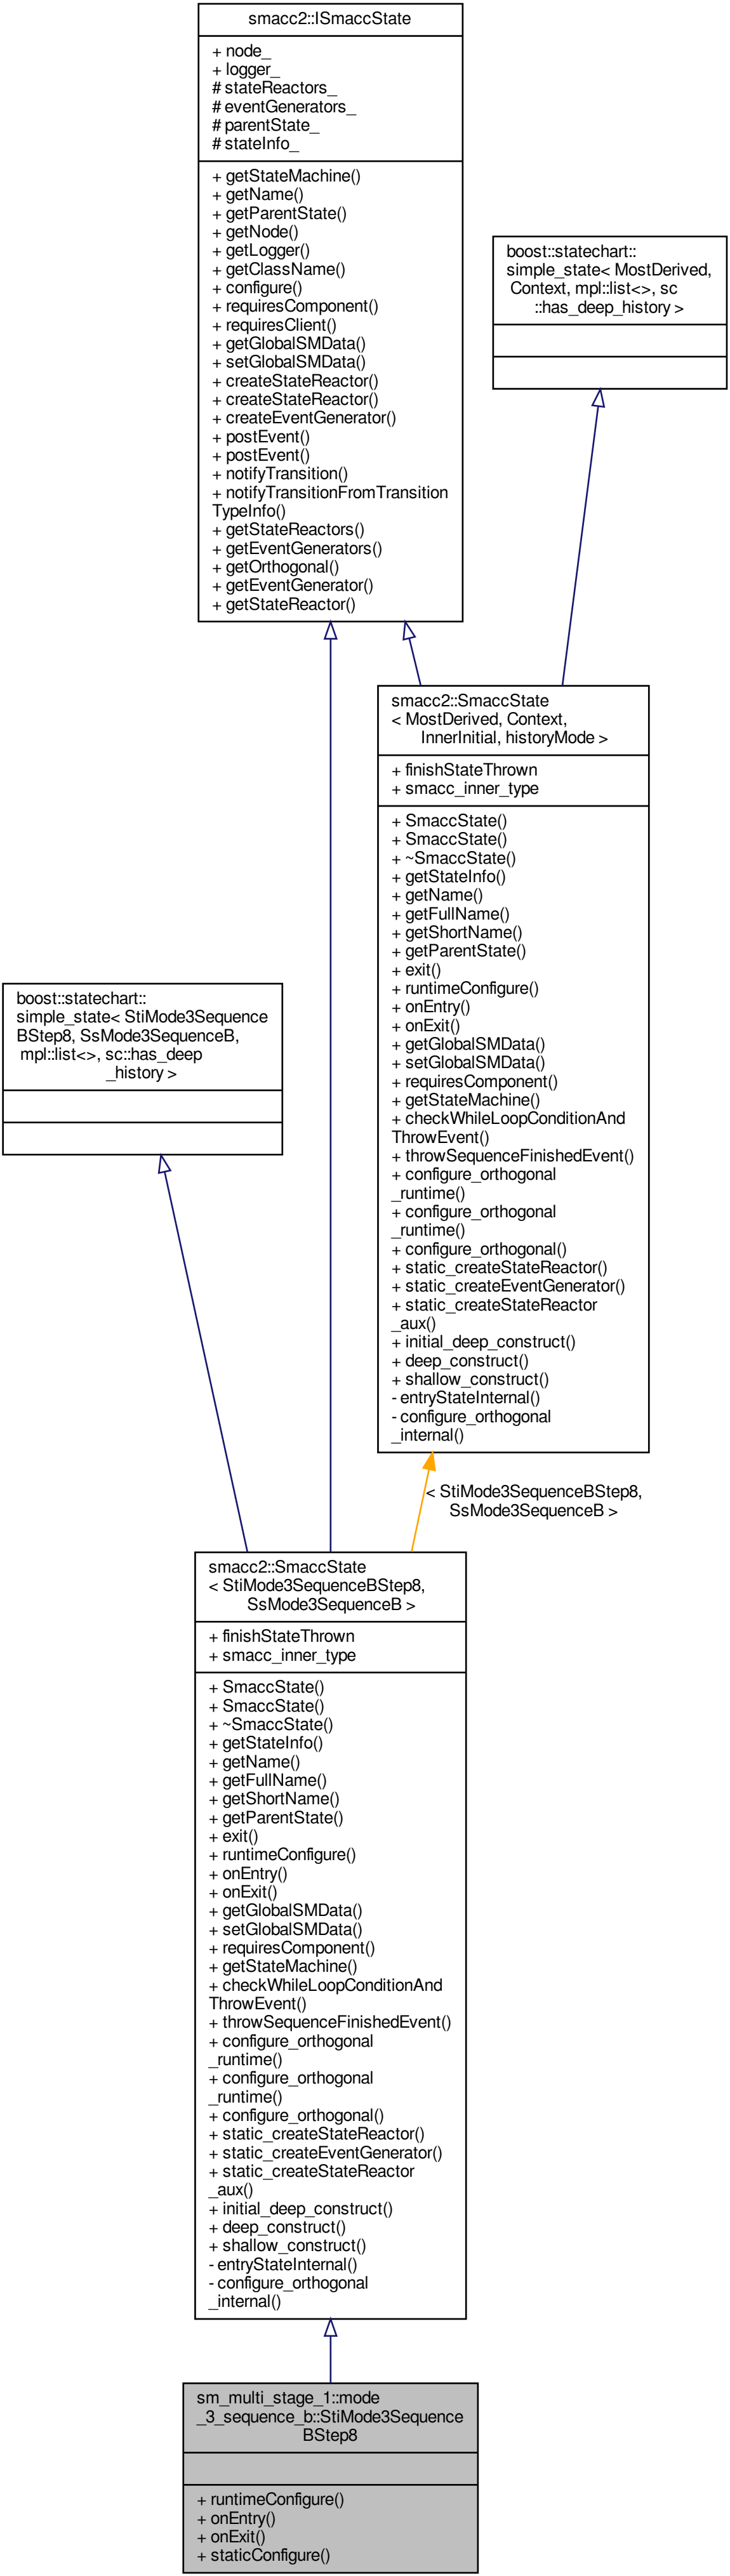 smacc2::ISmaccState
+ node_
+ logger_
# stateReactors_
# eventGenerators_
# parentState_
# stateInfo_
+ getStateMachine()
+ getName()
+ getParentState()
+ getNode()
+ getLogger()
+ getClassName()
+ configure()
+ requiresComponent()
+ requiresClient()
+ getGlobalSMData()
+ setGlobalSMData()
+ createStateReactor()
+ createStateReactor()
+ createEventGenerator()
+ postEvent()
+ postEvent()
+ notifyTransition()
+ notifyTransitionFromTransition
TypeInfo()
+ getStateReactors()
+ getEventGenerators()
+ getOrthogonal()
+ getEventGenerator()
+ getStateReactor()
boost::statechart::
simple_state< MostDerived,
Context, mpl::list<>, sc
::has_deep_history >
smacc2::SmaccState
< MostDerived, Context,
InnerInitial, historyMode >
+ finishStateThrown
+ smacc_inner_type
+ SmaccState()
+ SmaccState()
+ ~SmaccState()
+ getStateInfo()
+ getName()
+ getFullName()
+ getShortName()
+ getParentState()
+ exit()
+ runtimeConfigure()
+ onEntry()
+ onExit()
+ getGlobalSMData()
+ setGlobalSMData()
+ requiresComponent()
+ getStateMachine()
+ checkWhileLoopConditionAnd
ThrowEvent()
+ throwSequenceFinishedEvent()
+ configure_orthogonal
_runtime()
+ configure_orthogonal
_runtime()
+ configure_orthogonal()
+ static_createStateReactor()
+ static_createEventGenerator()
+ static_createStateReactor
_aux()
+ initial_deep_construct()
+ deep_construct()
+ shallow_construct()
- entryStateInternal()
- configure_orthogonal
_internal()
boost::statechart::
simple_state< StiMode3Sequence
BStep8, SsMode3SequenceB,
mpl::list<>, sc::has_deep
_history >
< StiMode3SequenceBStep8,
SsMode3SequenceB >
smacc2::SmaccState
< StiMode3SequenceBStep8,
SsMode3SequenceB >
+ finishStateThrown
+ smacc_inner_type
+ SmaccState()
+ SmaccState()
+ ~SmaccState()
+ getStateInfo()
+ getName()
+ getFullName()
+ getShortName()
+ getParentState()
+ exit()
+ runtimeConfigure()
+ onEntry()
+ onExit()
+ getGlobalSMData()
+ setGlobalSMData()
+ requiresComponent()
+ getStateMachine()
+ checkWhileLoopConditionAnd
ThrowEvent()
+ throwSequenceFinishedEvent()
+ configure_orthogonal
_runtime()
+ configure_orthogonal
_runtime()
+ configure_orthogonal()
+ static_createStateReactor()
+ static_createEventGenerator()
+ static_createStateReactor
_aux()
+ initial_deep_construct()
+ deep_construct()
+ shallow_construct()
- entryStateInternal()
- configure_orthogonal
_internal()
sm_multi_stage_1::mode
_3_sequence_b::StiMode3Sequence
BStep8
+ runtimeConfigure()
+ onEntry()
+ onExit()
+ staticConfigure()